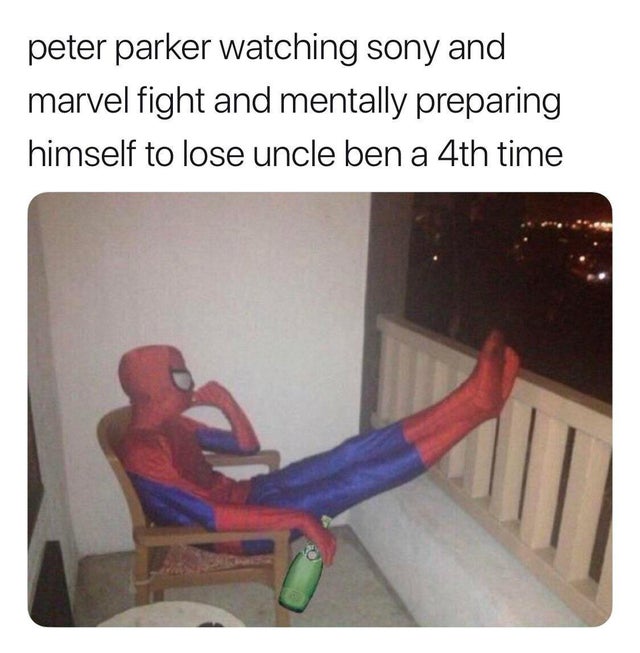 peter parker watching sony and
marvel fight and mentally preparing
himself to lose uncle ben a 4th time